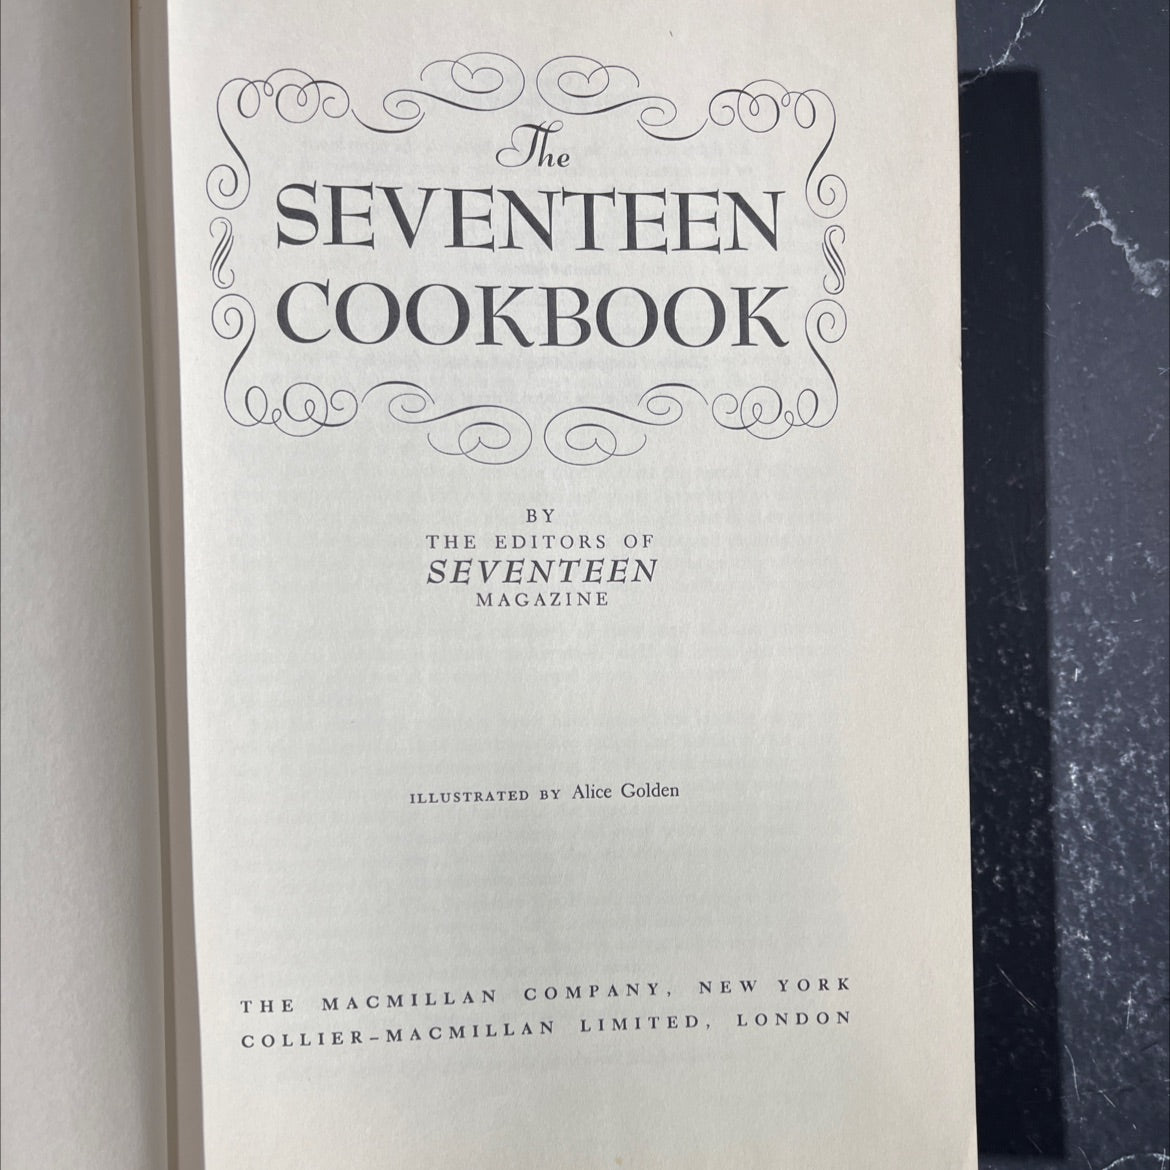 The
SEVENTEEN
COOKBOOK
BY
THE EDITORS OF
SEVENTEEN
MAGAZINE
ILLUSTRATED BY Alice Golden
THE MACMILLAN COMPANY, NEW YORK
COLLIER–MACMILLAN LIMITED, LONDON